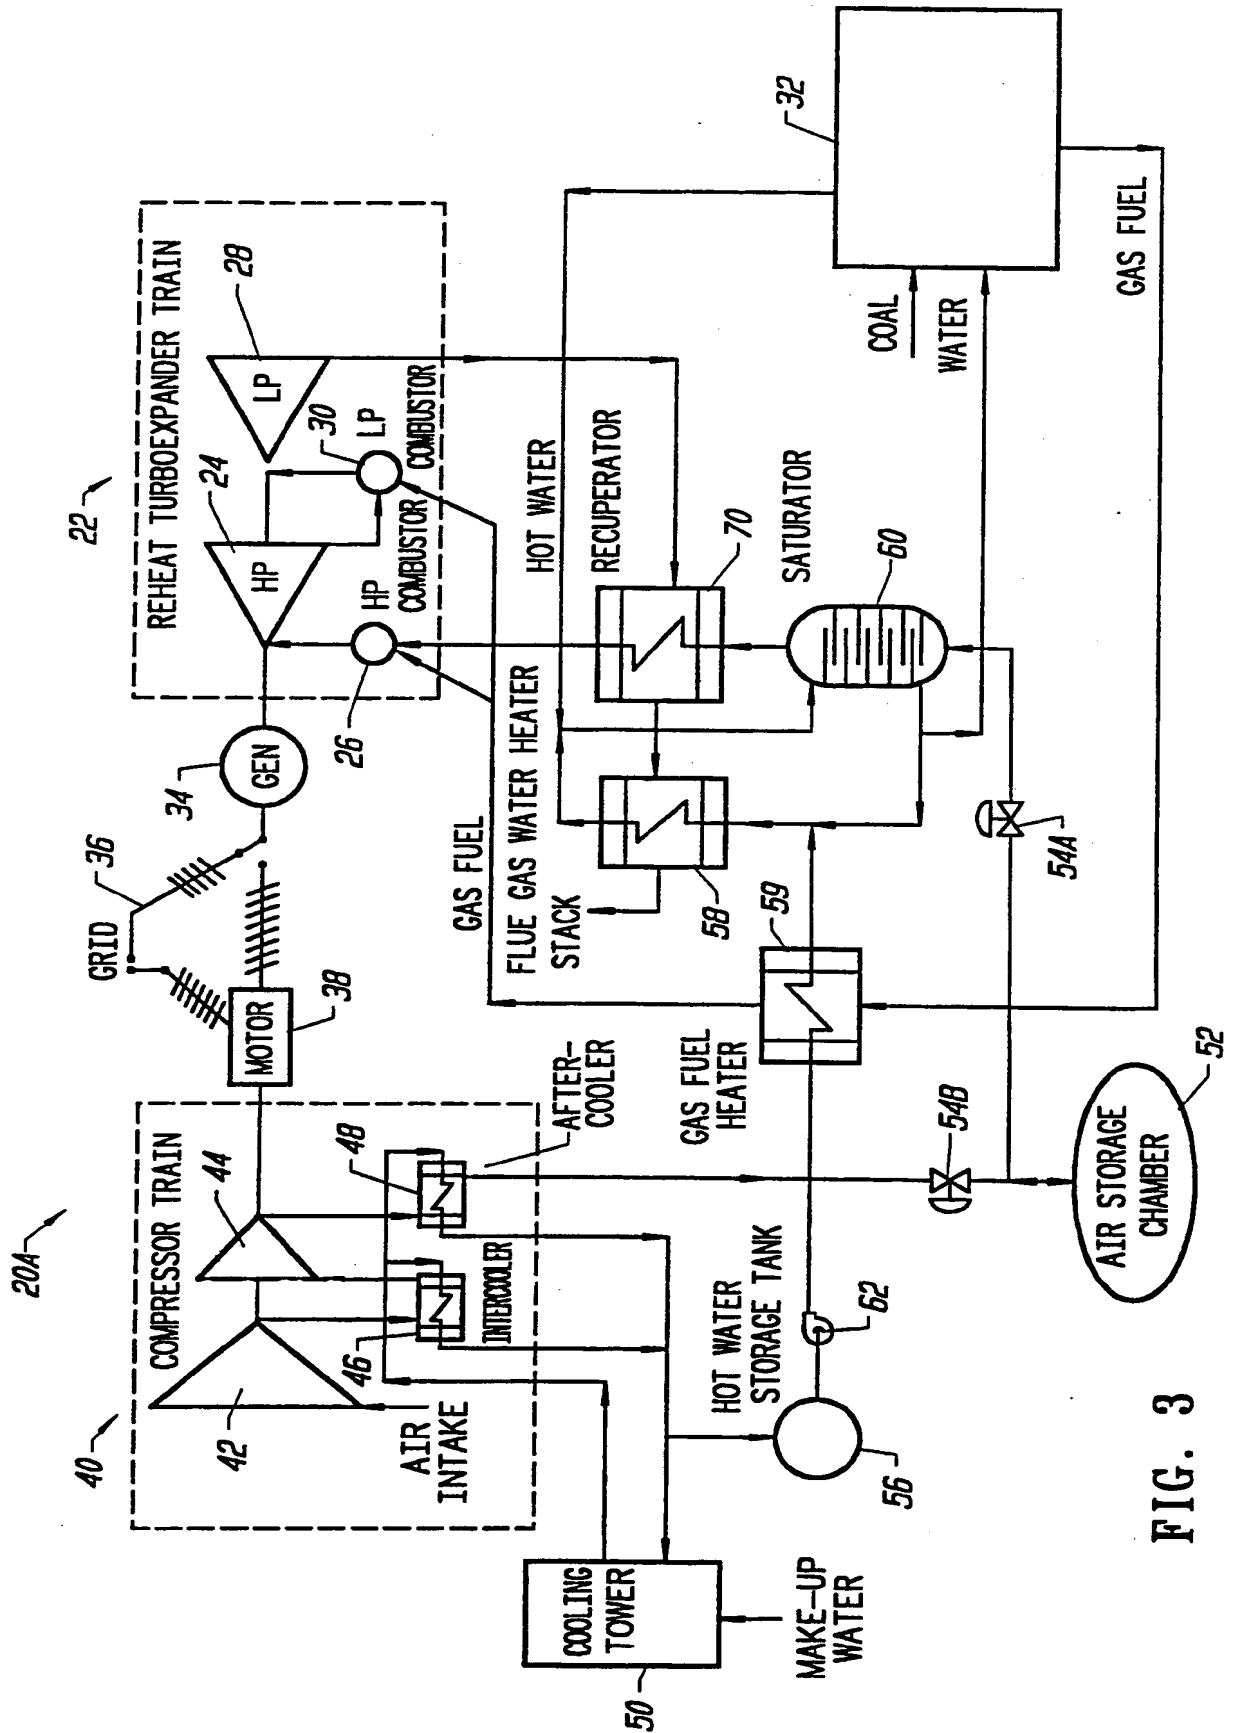 20A
40
COMPRESSOR TRAIN
42
44
AIR
INTAKE
46
INTERCOOLER
48
AFTER-
COOLER
MOTOR
38
GRID
36
34
GEN
22
REHEAT TURBOEXPANDER TRAIN
HP
24
LP
28
26
HP
COMBUSTOR
30
LP
COMBUSTOR
GAS FUEL
FLUE GAS WATER HEATER
STACK
58
HOT WATER
RECUPERATOR
70
SATURATOR
60
32
COAL
WATER
GAS FUEL
COOLING
TOWER
50
MAKE-UP
WATER
HOT WATER
STORAGE TANK
56
62
GAS FUEL
HEATER
59
54B
54A
AIR STORAGE
CHAMBER
52
FIG. 3